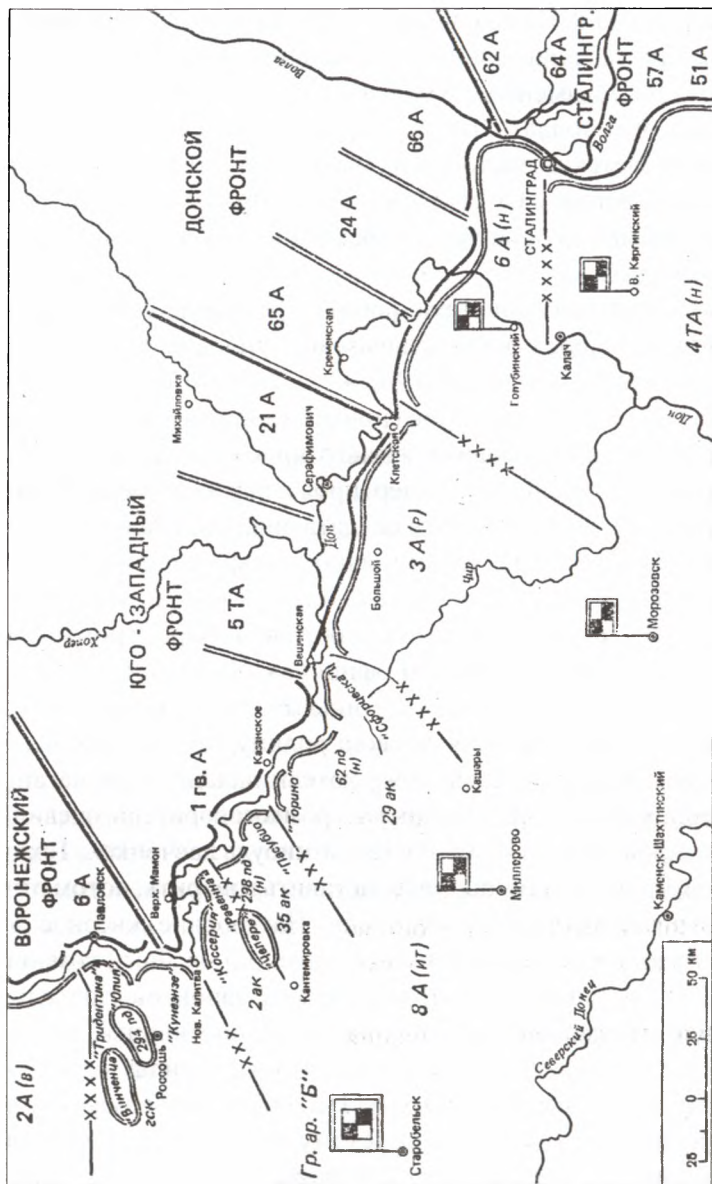 ВОРОНЕЖСКИЙ
ФРОНТ
2 А (в)
6 А
Павловск
"Тридентина"
"Юлия"
294 пд
"Винченца"
гск
Россошь
"Кунеэнзе"
Нов. Калитва
Верх. Мамон
1 гв. А
Казанское
ЮГО - ЗАПАДНЫЙ
ФРОНТ
Хопер
5 ТА
Вешинская
Дон
"Коссерия"
"Равенна"
298 пд
(н)
2 ак
Кантемировка
35 ак
"Торино"
62 пд
(н)
"Сфорцеска"
29 ак
Кашары
Гр. ар. "Б"
Старобельск
8 А (ит)
Миллерово
Каменск-Шахтинский
Северский Донец
ДОНСКОЙ
ФРОНТ
Михайловка
21 А
65 А
24 А
66 А
Серафимович
Клетская
Кременская
Большой
3 А (р)
Чир
Морозовск
Волга
62 А
64 А
СТАЛИНГР.
ФРОНТ
57 А
51 А
Волга
СТАЛИНГРАД
6 А (н)
Голубинский
Калач
Дон
В. Каргинский
4 ТА (н)
X X X X
X X X
X X X X
X X X X
X X X X
25 0 25 50 км